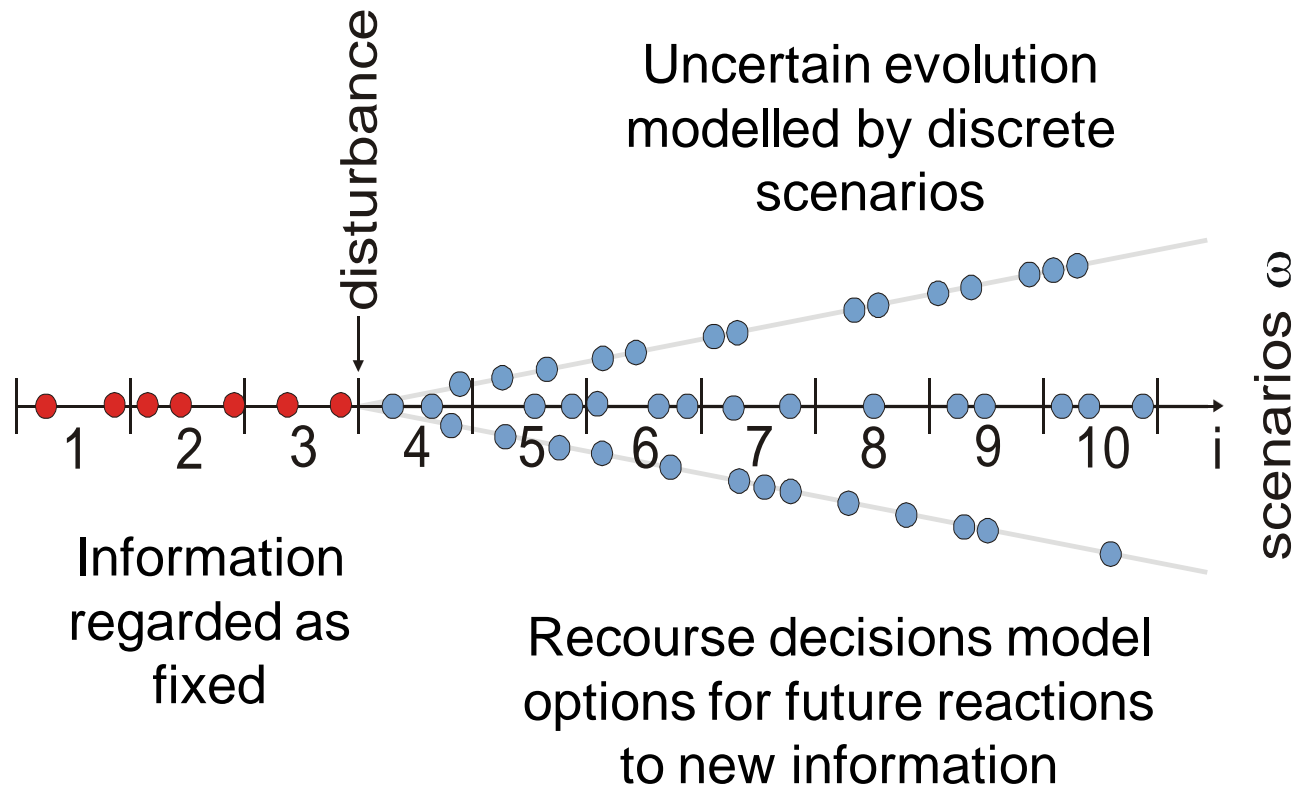 disturbance
Uncertain evolution
modelled by discrete
scenarios
1 2 3 4 5 6 7 8 9 10 i
scenarios ω
Information
regarded as
fixed
Recourse decisions model
options for future reactions
to new information